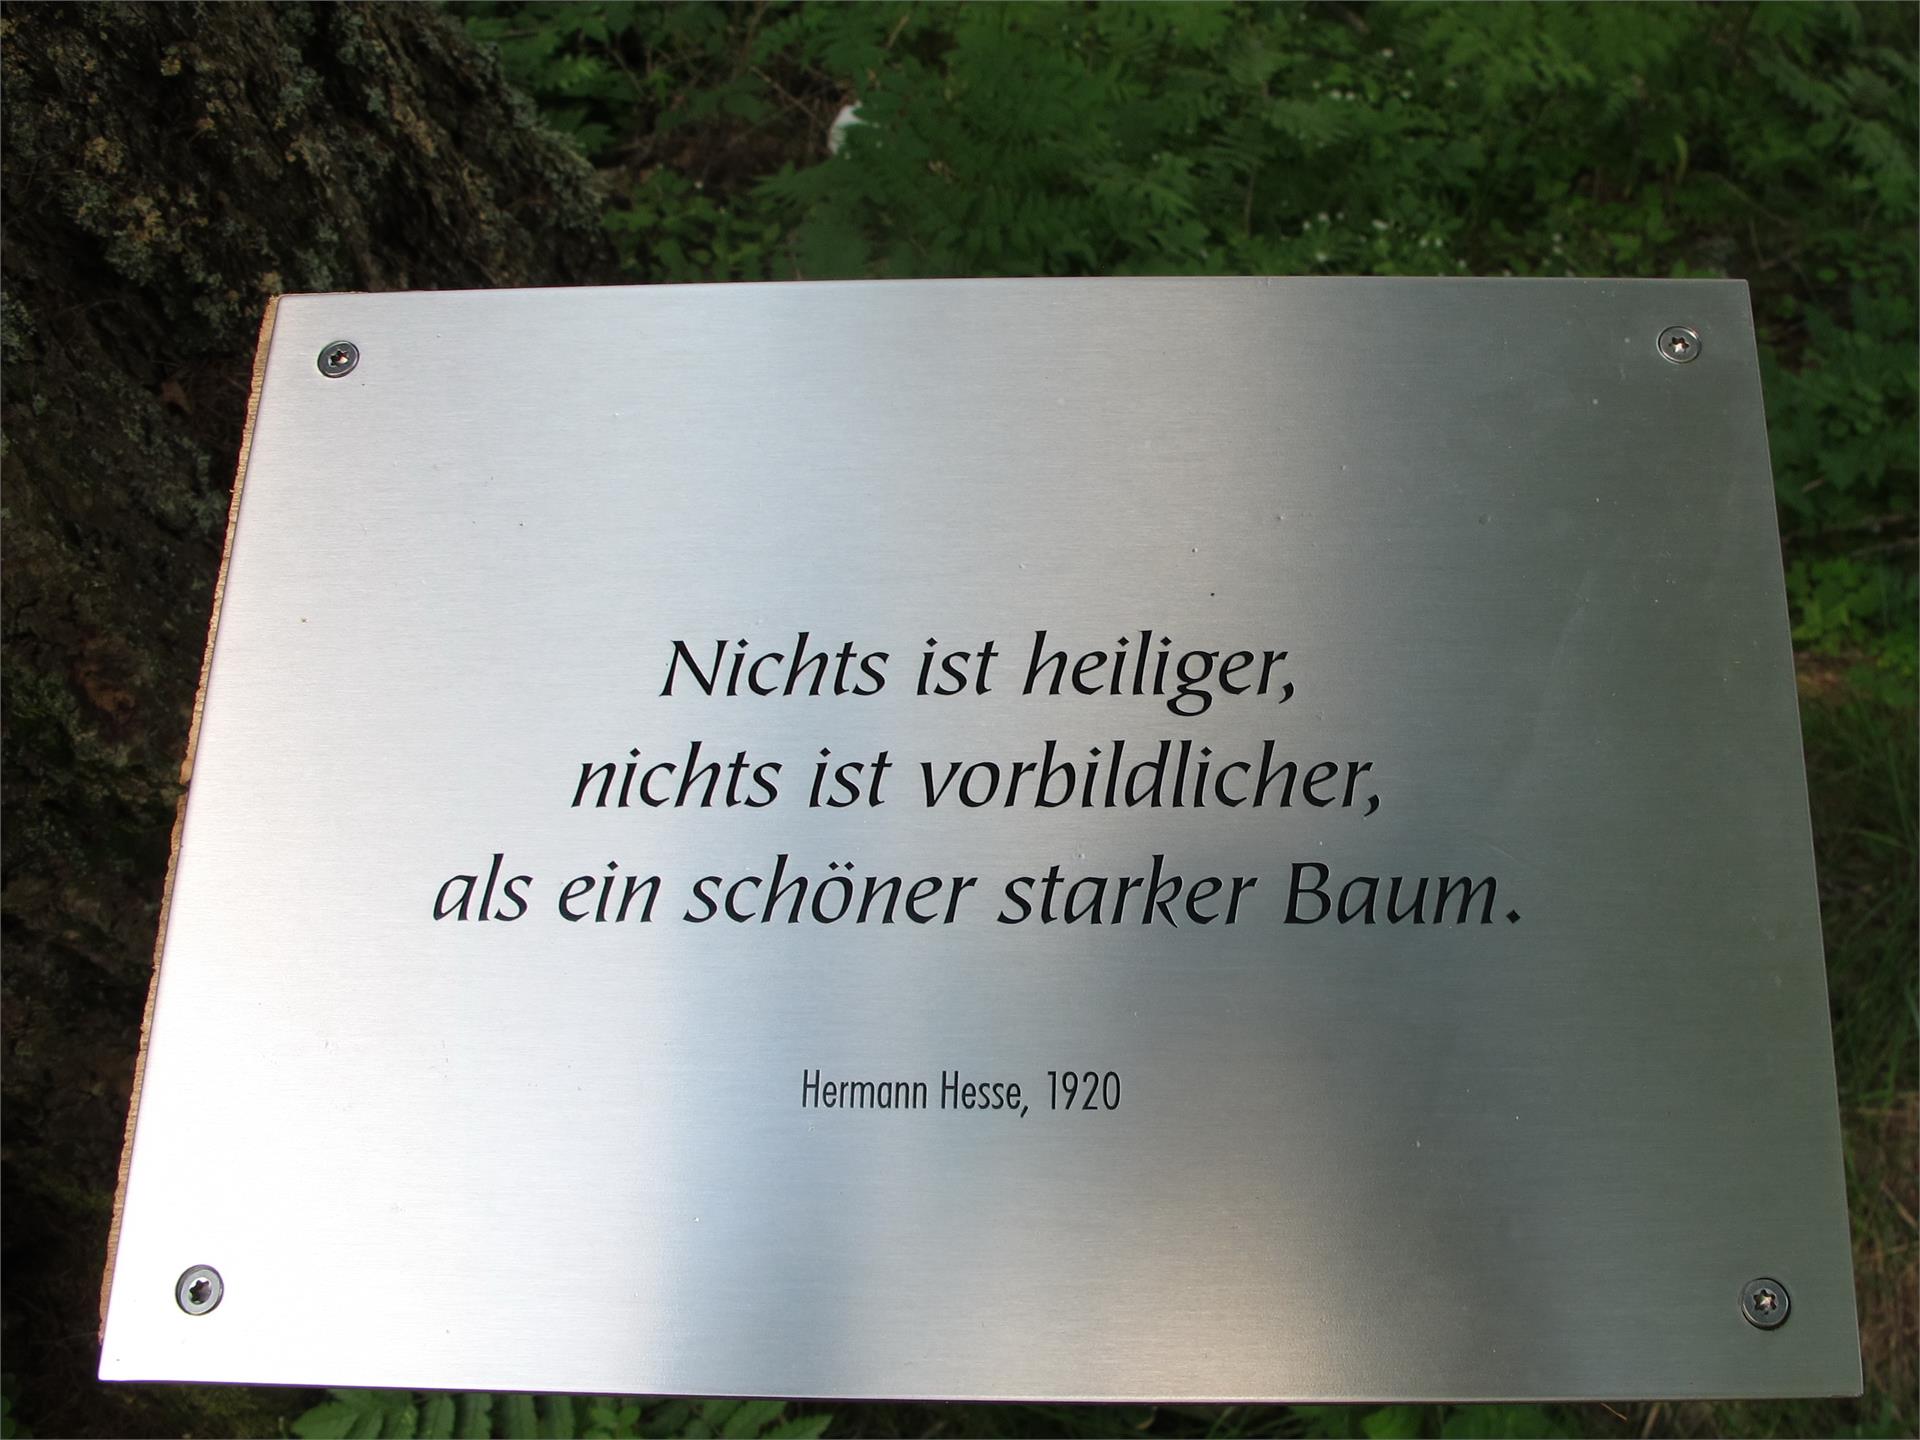 Nichts ist heiliger,
nichts ist vorbildlicher,
als ein schöner starker Baum.
Hermann Hesse, 1920